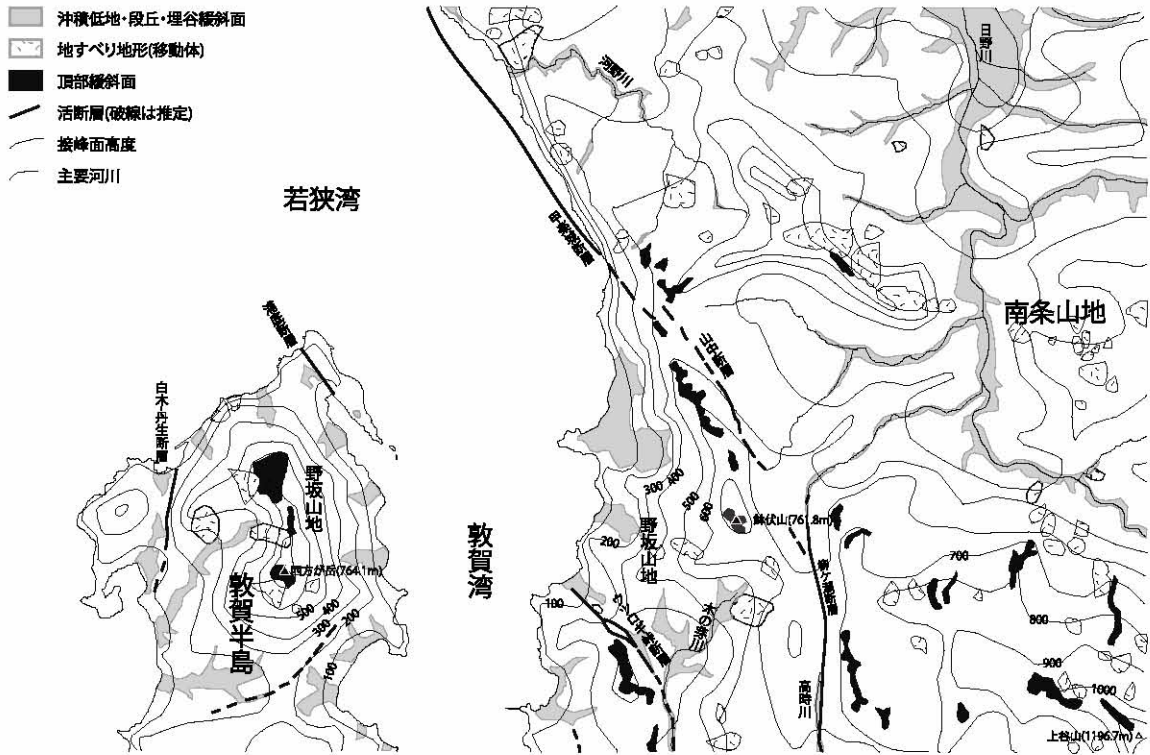 沖積低地・段丘・埋谷緩斜面
地すべり地形(移動体)
頂部緩斜面
活断層(破線は推定)
接峰面高度
主要河川
若狭湾
河野川
日野川
甲楽城断層
山中断層
南条山地
白木-丹生断層
野坂山地
西方が岳(764.1m)
敦賀半島
500
400
300
200
100
敦賀湾
野坂山地
300
400
500
600
200
100
鉢伏山(761.8m)
ウツロギ峠断層
木の芽川
柳ヶ瀬断層
高時川
700
800
900
1000
上谷山(1196.7m)